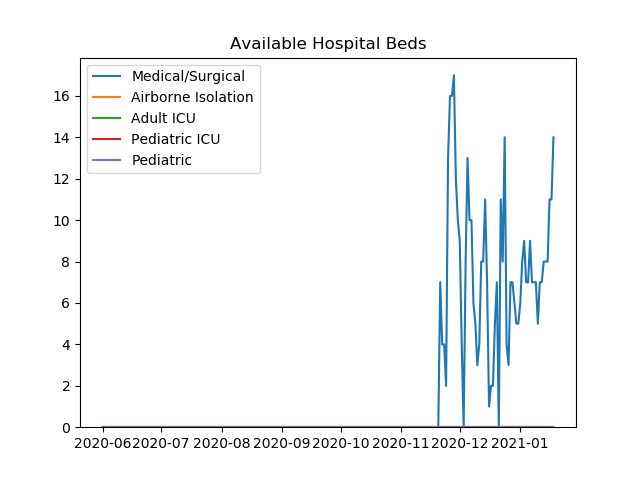 Available Hospital Beds
Medical/Surgical
Airborne Isolation
Adult ICU
Pediatric ICU
Pediatric
16
14
12
10
8
6
4
2
0
2020-06 2020-07 2020-08 2020-09 2020-10 2020-11 2020-12 2021-01